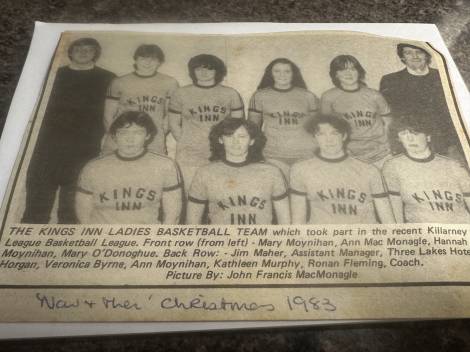 KINGS INN
KINGS INN
KINGS INN
KINGS INN
KINGS INN
KINGS INN
KINGS INN
KINGS INN
THE KINGS INN LADIES BASKETBALL TEAM which took part in the recent Killarney
League Basketball League. Front row (from left) - Mary Moynihan, Ann Mac Monagle, Hannah
Moynihan, Mary O'Donoghue. Back Row: - Jim Maher, Assistant Manager, Three Lakes Hote
Horgan, Veronica Byrne, Ann Moynihan, Kathleen Murphy, Ronan Fleming, Coach.
Picture By: John Francis MacMonagle
'Now & then' Christmas 1983